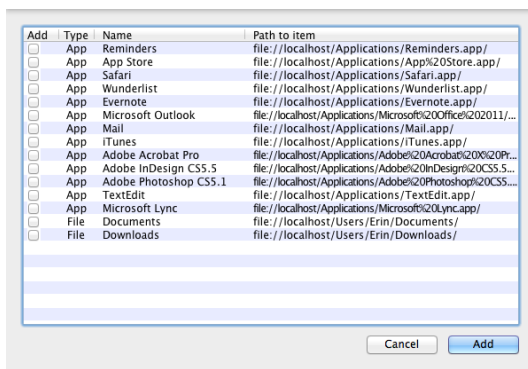 Add Type Name Path to item
App Reminders file://localhost/Applications/Reminders.app/
App App Store file://localhost/Applications/App%20Store.app/
App Safari file://localhost/Applications/Safari.app/
App Wunderlist file://localhost/Applications/Wunderlist.app/
App Evernote file://localhost/Applications/Evernote.app/
App Microsoft Outlook file://localhost/Applications/Microsoft%20Office%202011/...
App Mail file://localhost/Applications/Mail.app/
App iTunes file://localhost/Applications/iTunes.app/
App Adobe Acrobat Pro file://localhost/Applications/Adobe%20Acrobat%20X%20Pr...
App Adobe InDesign CS5.5 file://localhost/Applications/Adobe%20InDesign%20CS5.5...
App Adobe Photoshop CS5.1 file://localhost/Applications/Adobe%20Photoshop%20CS5....
App TextEdit file://localhost/Applications/TextEdit.app/
App Microsoft Lync file://localhost/Applications/Microsoft%20Lync.app/
File Documents file://localhost/Users/Erin/Documents/
File Downloads file://localhost/Users/Erin/Downloads/
Cancel Add